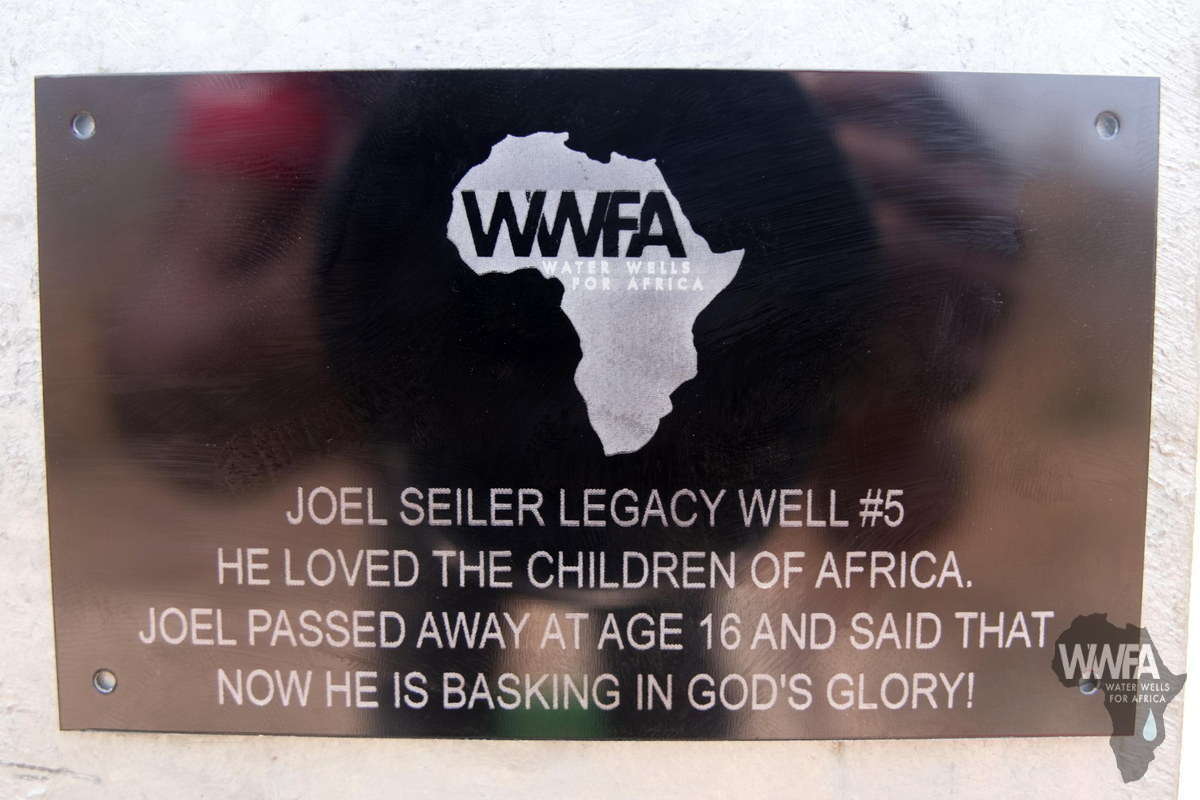 WWFA
WATER WELLS
FOR AFRICA
JOEL SEILER LEGACY WELL #5
HE LOVED THE CHILDREN OF AFRICA.
JOEL PASSED AWAY AT AGE 16 AND SAID THAT
NOW HE IS BASKING IN GOD'S GLORY!
WWFA
WATER WELLS
FOR AFRICA